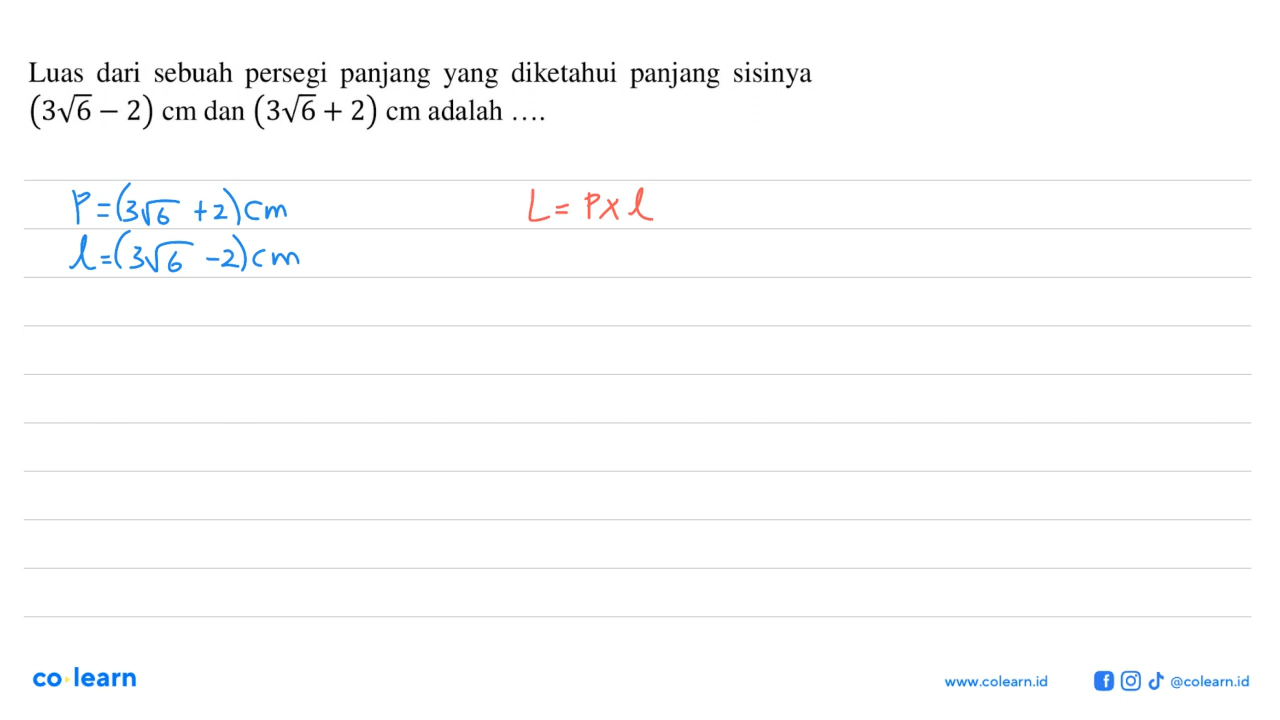 Luas dari sebuah persegi panjang yang diketahui panjang sisinya
(3√6 − 2) cm dan (3√6 + 2) cm adalah ....
P = (3√6 + 2) cm
L = P × l
l = (3√6 − 2) cm
co learn
www.colearn.id
@colearn.id